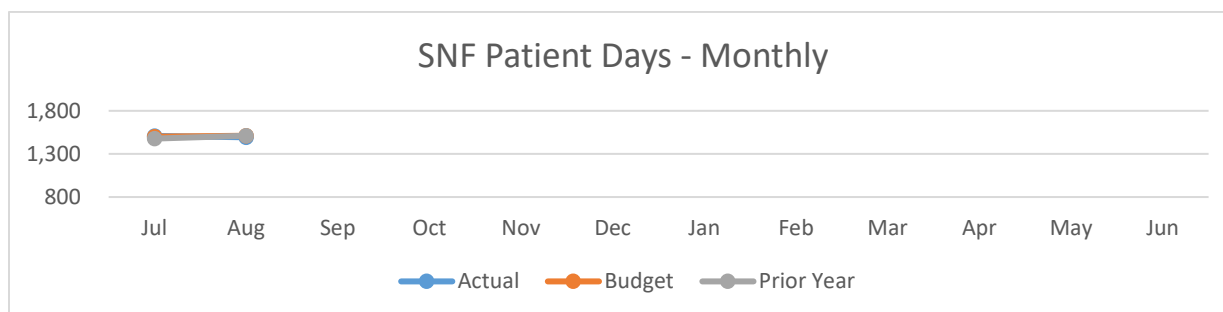 SNF Patient Days - Monthly
1,800
1,300
800
Jul Aug Sep Oct Nov Dec Jan Feb Mar Apr May Jun
Actual Budget Prior Year